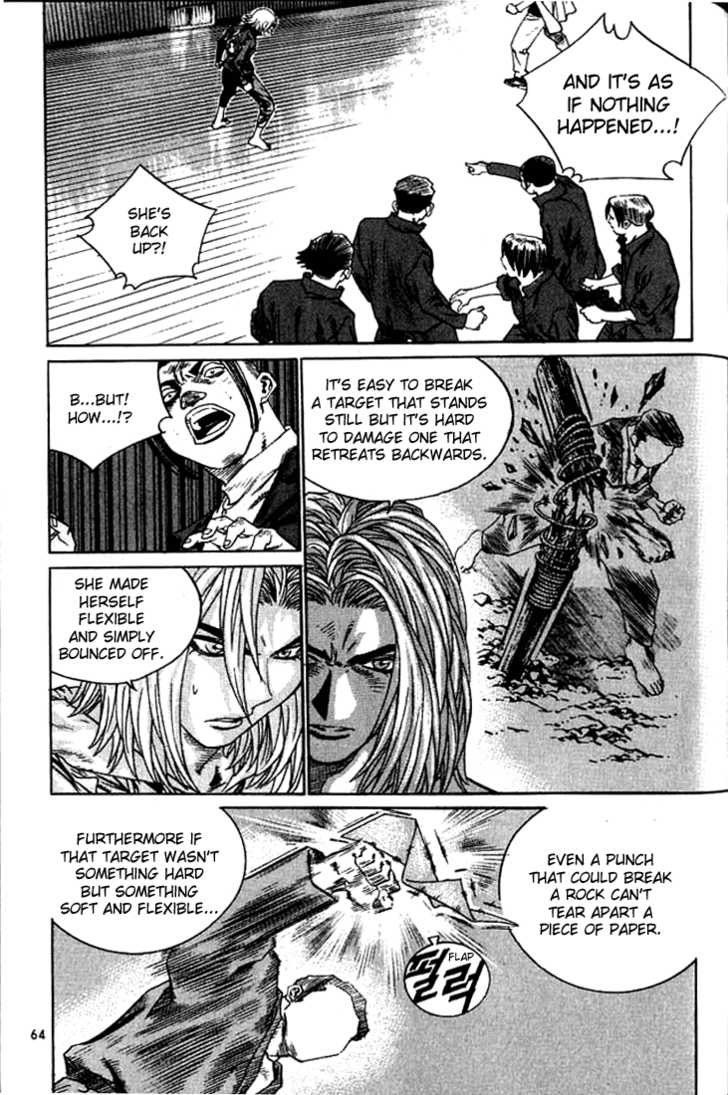 AND IT'S AS
IF NOTHING
HAPPENED...!
SHE'S
BACK
UP?!
B...BUT!
HOW...!?
IT'S EASY TO BREAK
A TARGET THAT STANDS
STILL BUT IT'S HARD
TO DAMAGE ONE THAT
RETREATS BACKWARDS.
SHE MADE
HERSELF
FLEXIBLE
AND SIMPLY
BOUNCED OFF.
FURTHERMORE IF
THAT TARGET WASN'T
SOMETHING HARD
BUT SOMETHING
SOFT AND FLEXIBLE...
EVEN A PUNCH
THAT COULD BREAK
A ROCK CAN'T
TEAR APART A
PIECE OF PAPER.
FLAP
펄럭
64